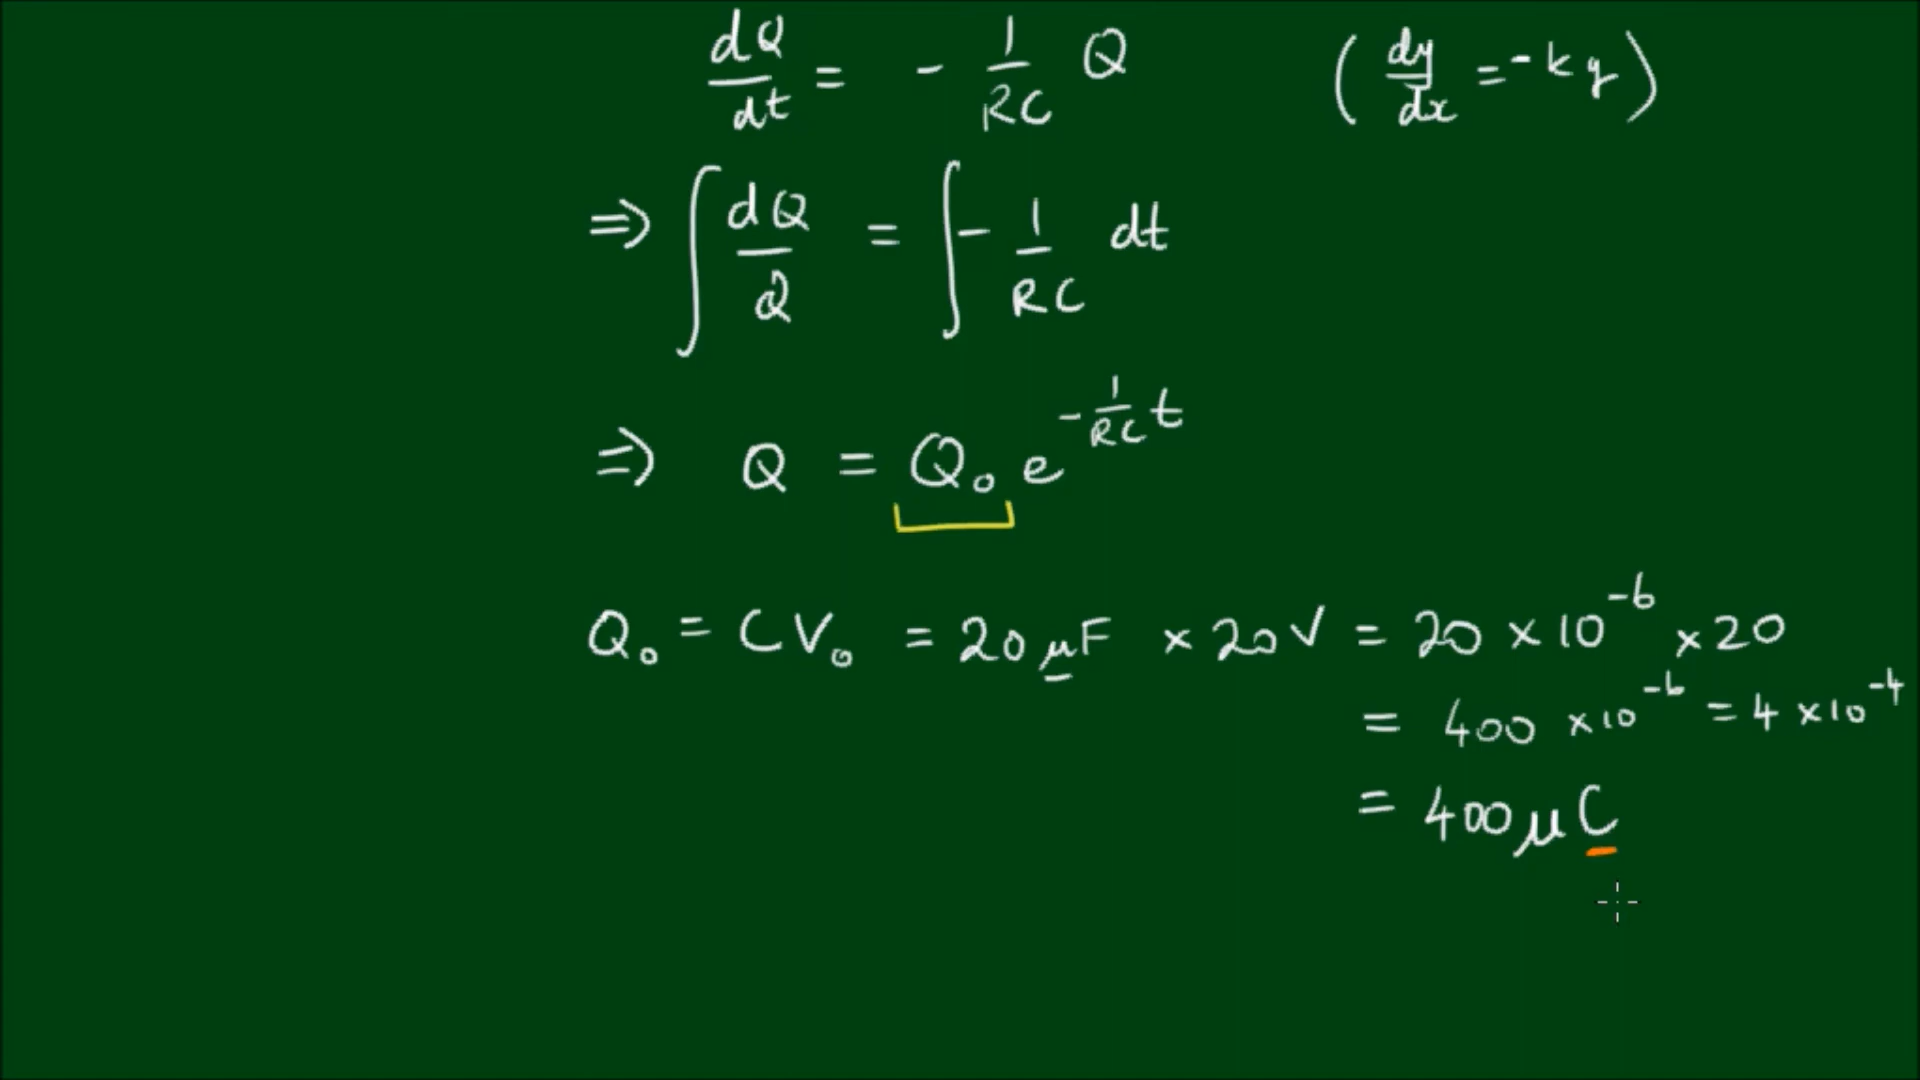 dQ/dt = - 1/RC Q (dy/dx = -ky)
⇒ ∫ dQ/Q = ∫ - 1/RC dt
⇒ Q = Q₀ e^(-1/RC t)
Q₀ = CV₀ = 20 μF × 20V = 20 × 10⁻⁶ × 20
= 400 × 10⁻⁶ = 4 × 10⁻⁴
= 400 μC